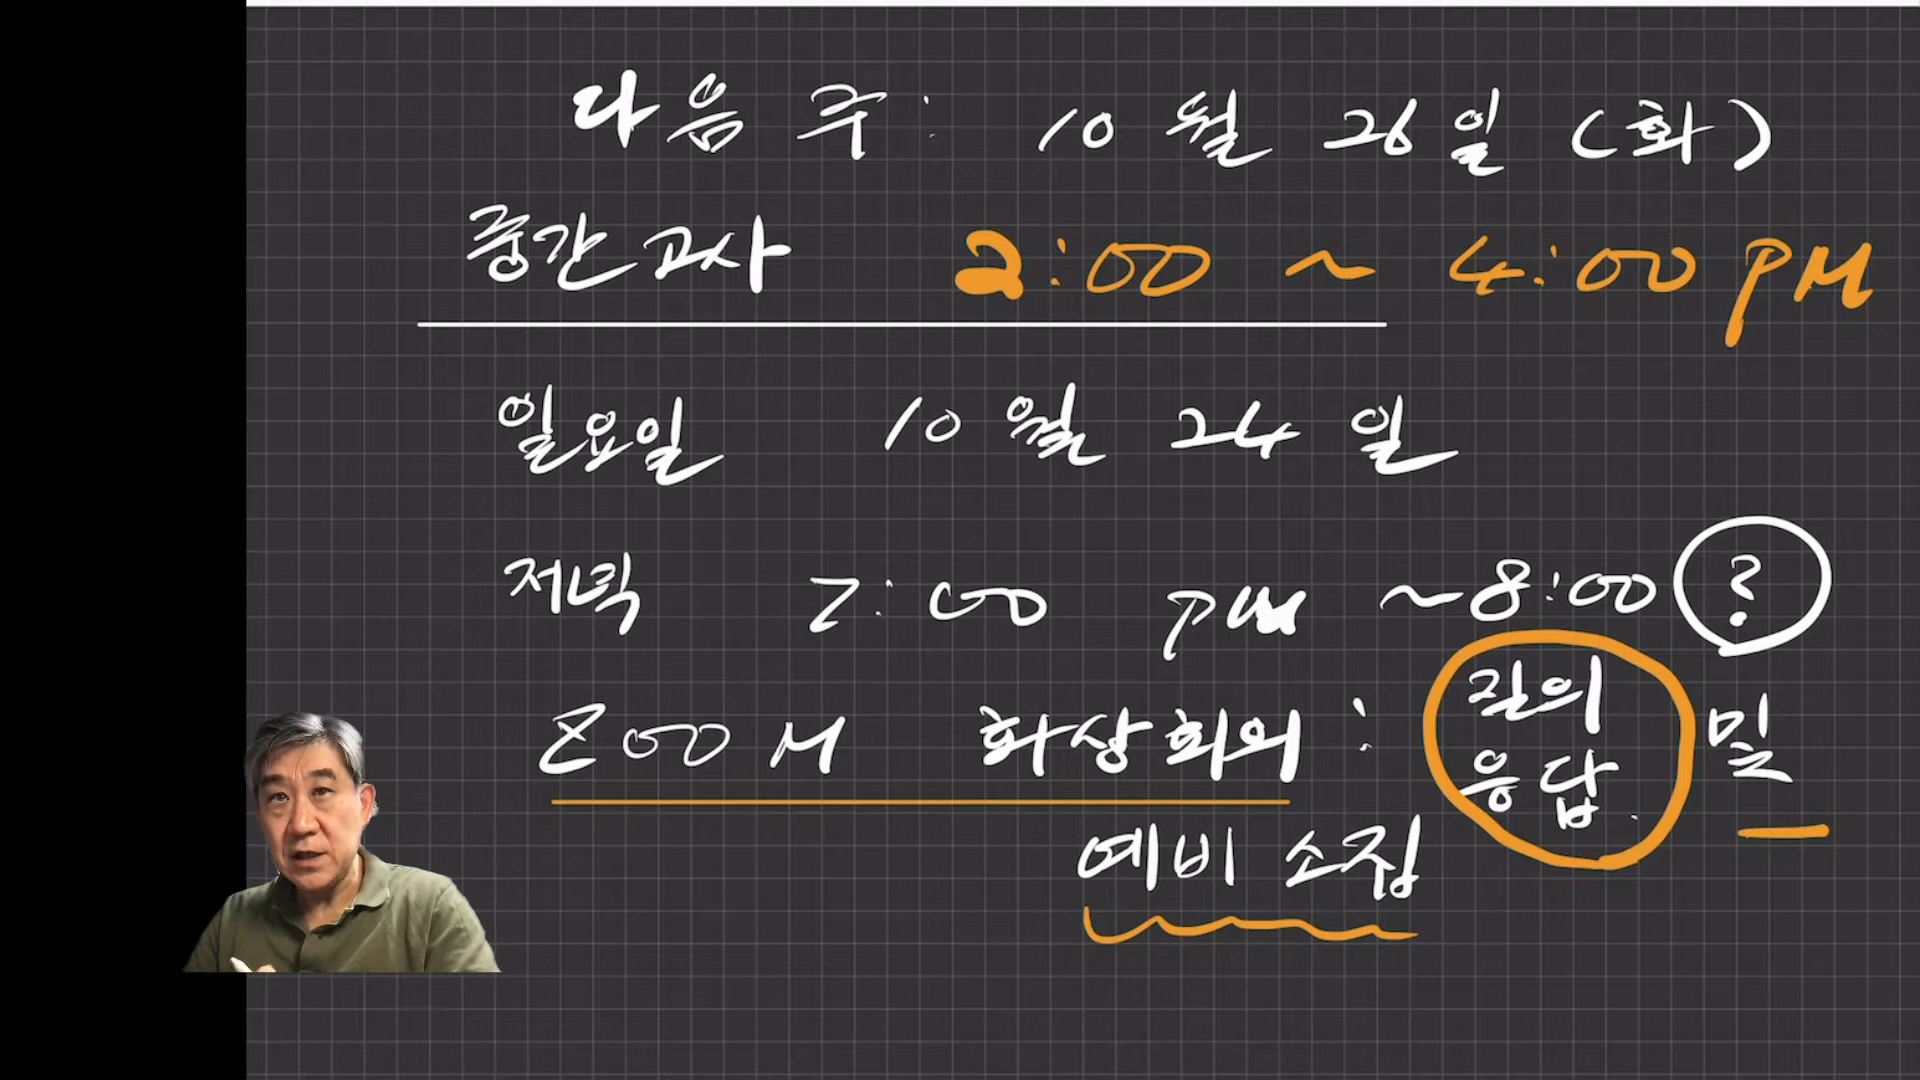 다음 주: 10월 26일 (화)
중간고사 2:00 ~ 4:00 PM
일요일 10월 24일
저녁 7:00 PM ~8:00 ?
ZOOM 화상회의: 질의 및
응답.
예비 소집